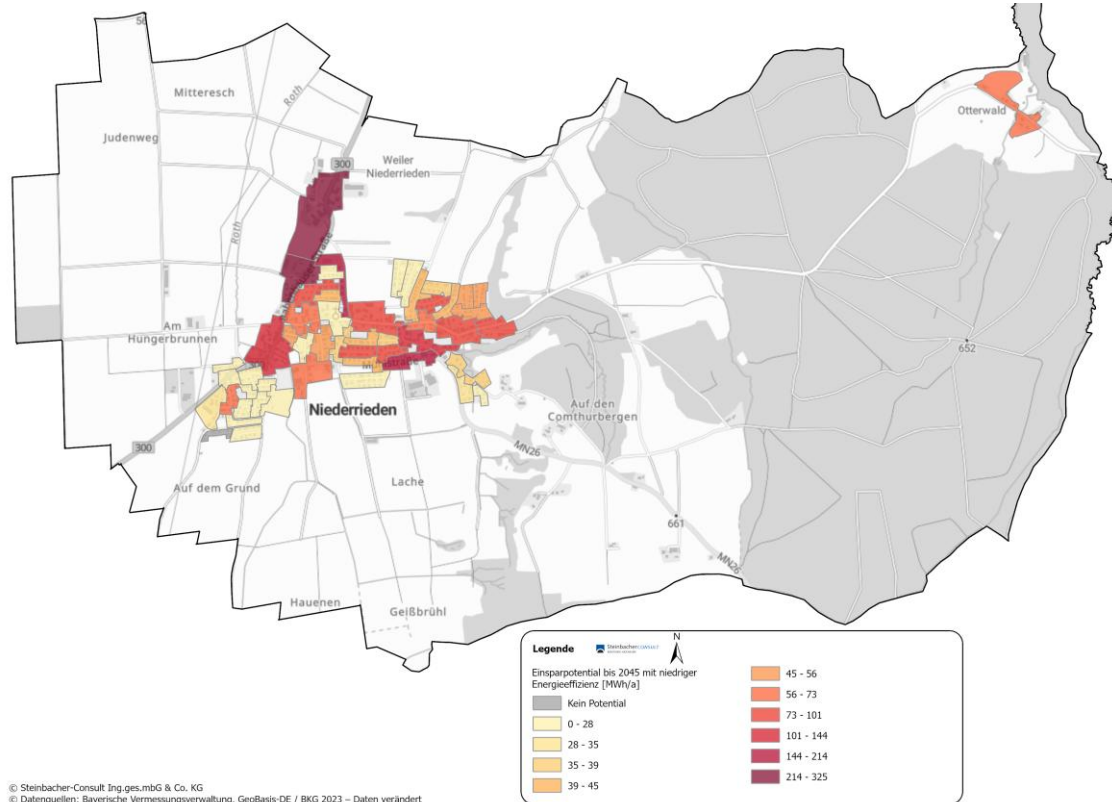 56
Mitteresch
Roth
Judenweg
Otterwald
300
Weiler
Niederrieden
Roth
Am
Hungerbrunnen
652
Niederrieden
Auf den
Comthurbergen
300
MN26
Auf dem Grund
Lache
661
MN26
Hauenen
Geißbrühl
Legende
SteinbacherCONSULT
N
Einsparpotential bis 2045 mit niedriger
Energieeffizienz [MWh/a]
Kein Potential
0 - 28
28 - 35
35 - 39
39 - 45
45 - 56
56 - 73
73 - 101
101 - 144
144 - 214
214 - 325
© Steinbacher-Consult Ing.ges.mbG & Co. KG
© Datenquellen: Bayerische Vermessungsverwaltung, GeoBasis-DE / BKG 2023 – Daten verändert